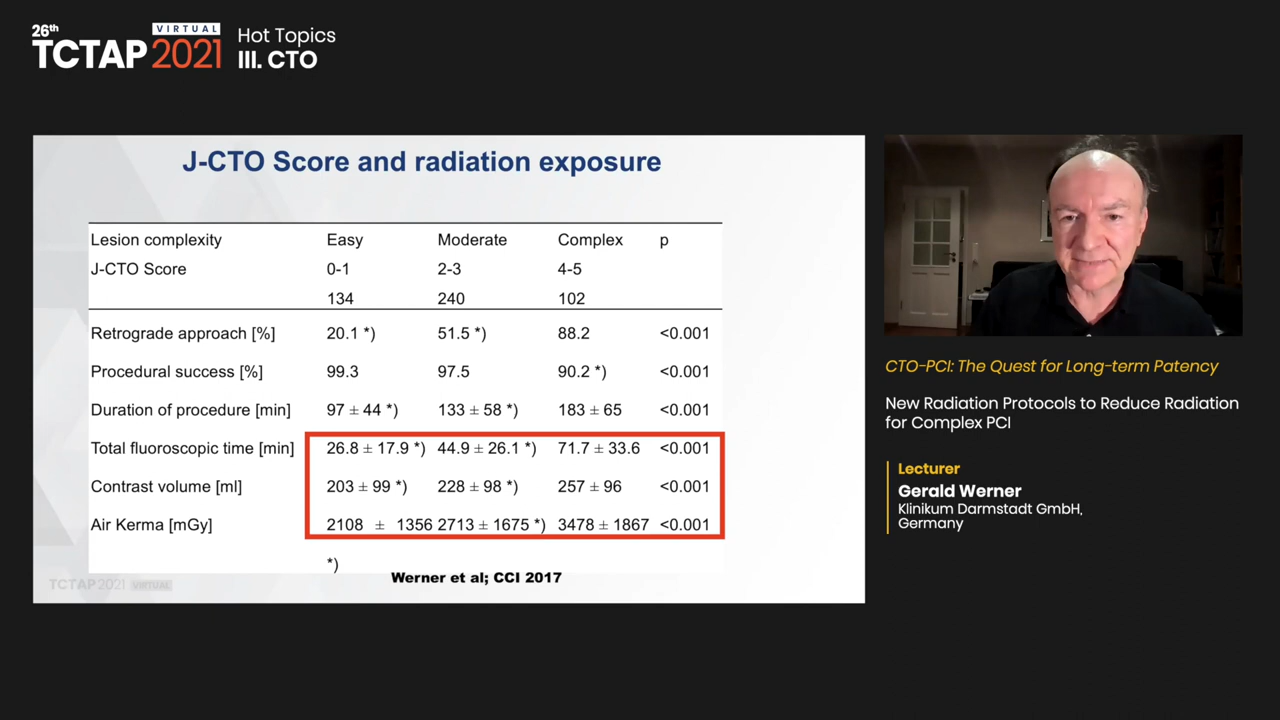 26th
VIRTUAL
TCTAP 2021
Hot Topics
III. CTO
J-CTO Score and radiation exposure
Lesion complexity Easy Moderate Complex p
J-CTO Score 0-1 2-3 4-5
134 240 102
Retrograde approach [%] 20.1 *) 51.5 *) 88.2 <0.001
Procedural success [%] 99.3 97.5 90.2 *) <0.001
Duration of procedure [min] 97 ± 44 *) 133 ± 58 *) 183 ± 65 <0.001
Total fluoroscopic time [min] 26.8 ± 17.9 *) 44.9 ± 26.1 *) 71.7 ± 33.6 <0.001
Contrast volume [ml] 203 ± 99 *) 228 ± 98 *) 257 ± 96 <0.001
Air Kerma [mGy] 2108 ± 1356 2713 ± 1675 *) 3478 ± 1867 <0.001
*)
Werner et al; CCI 2017
TCTAP 2021 VIRTUAL
CTO-PCI: The Quest for Long-term Patency
New Radiation Protocols to Reduce Radiation
for Complex PCI
Lecturer
Gerald Werner
Klinikum Darmstadt GmbH,
Germany